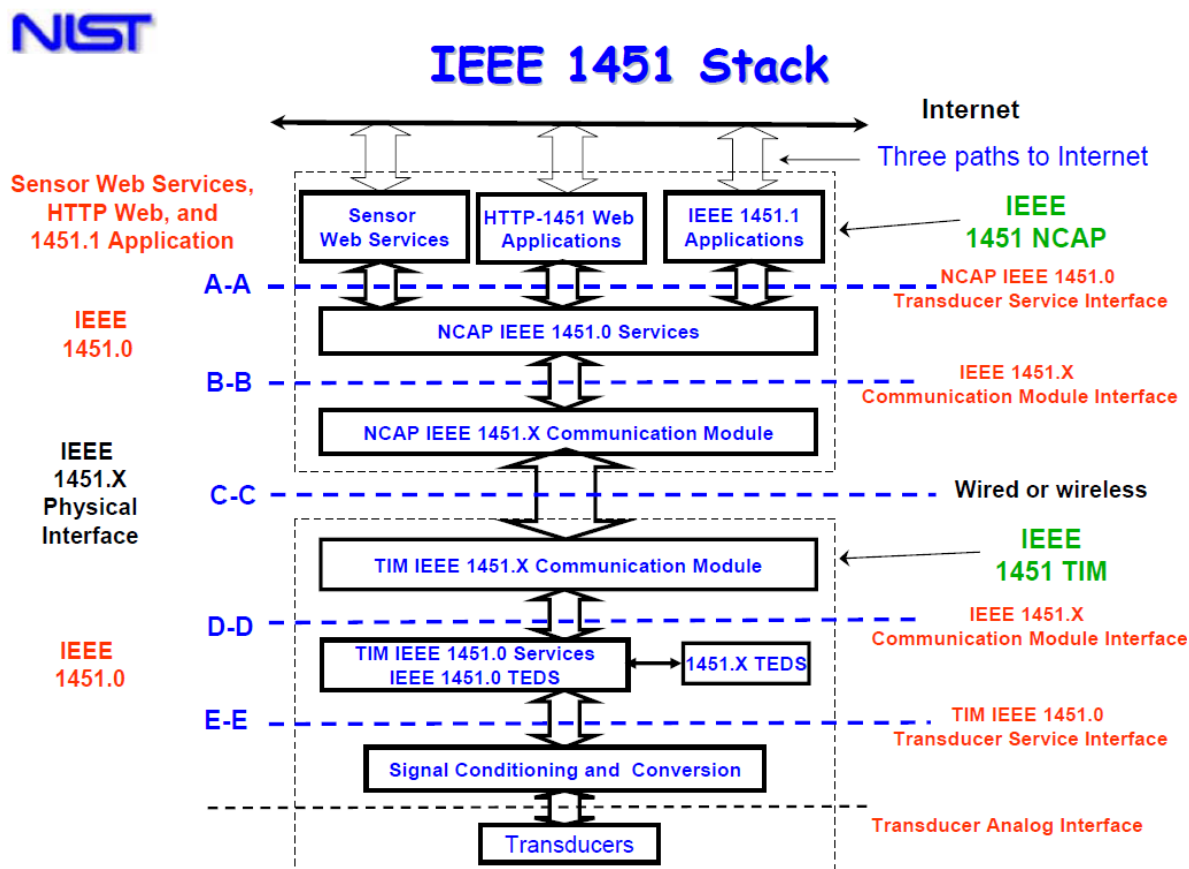 NIST
IEEE 1451 Stack
Internet
Three paths to Internet
Sensor Web Services,
HTTP Web, and
1451.1 Application
Sensor
Web Services
HTTP-1451 Web
Applications
IEEE 1451.1
Applications
IEEE
1451 NCAP
A-A
NCAP IEEE 1451.0
Transducer Service Interface
IEEE
1451.0
NCAP IEEE 1451.0 Services
B-B
IEEE 1451.X
Communication Module Interface
NCAP IEEE 1451.X Communication Module
IEEE
1451.X
Physical
Interface
C-C
Wired or wireless
TIM IEEE 1451.X Communication Module
IEEE
1451 TIM
D-D
IEEE 1451.X
Communication Module Interface
IEEE
1451.0
TIM IEEE 1451.0 Services
IEEE 1451.0 TEDS
1451.X TEDS
E-E
TIM IEEE 1451.0
Transducer Service Interface
Signal Conditioning and Conversion
Transducer Analog Interface
Transducers